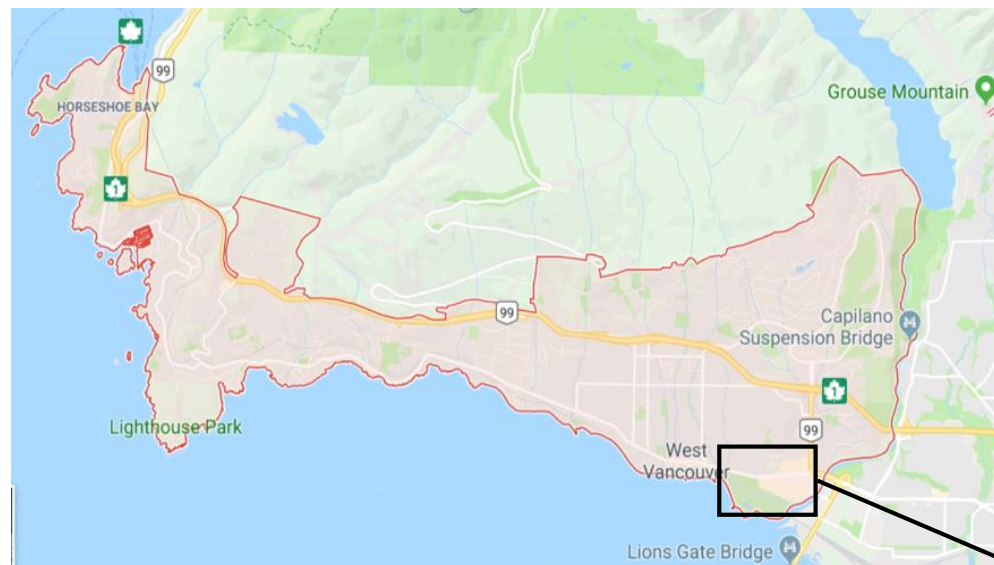 99
HORSESHOE BAY
1
Grouse Mountain
99
Capilano
Suspension Bridge
1
99
Lighthouse Park
West
Vancouver
Lions Gate Bridge